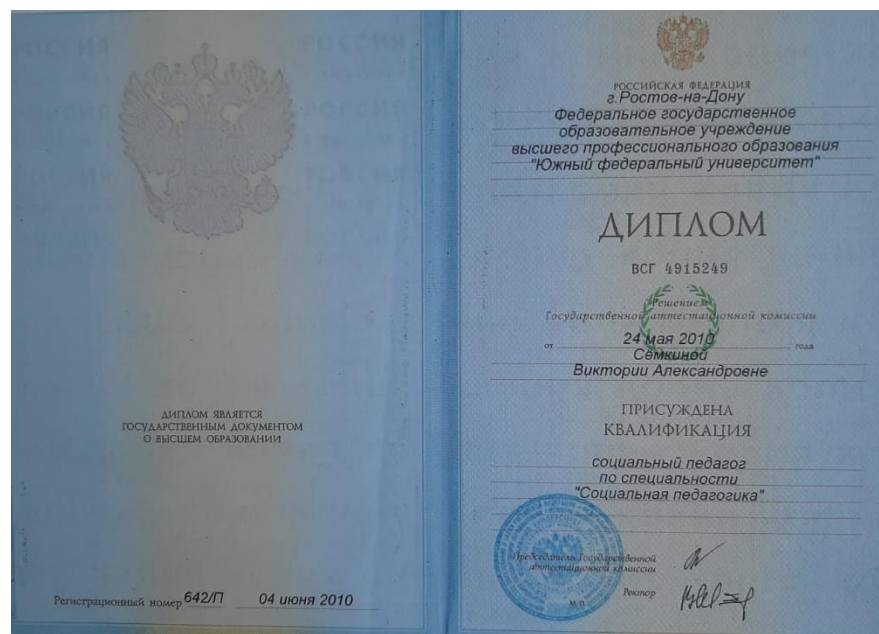 ДИПЛОМ ЯВЛЯЕТСЯ
ГОСУДАРСТВЕННЫМ ДОКУМЕНТОМ
О ВЫСШЕМ ОБРАЗОВАНИИ
Регистрационный номер 642/П 04 июня 2010
РОССИЙСКАЯ ФЕДЕРАЦИЯ
г.Ростов-на-Дону
Федеральное государственное
образовательное учреждение
высшего профессионального образования
"Южный федеральный университет"
ДИПЛОМ
ВСГ 4915249
Решением
Государственной аттестационной комиссии
от 24 мая 2010 года
Сёмкиной
Виктории Александровне
ПРИСУЖДЕНА
КВАЛИФИКАЦИЯ
социальный педагог
по специальности
"Социальная педагогика"
Председатель Государственной
аттестационной комиссии
Ректор
М.П.